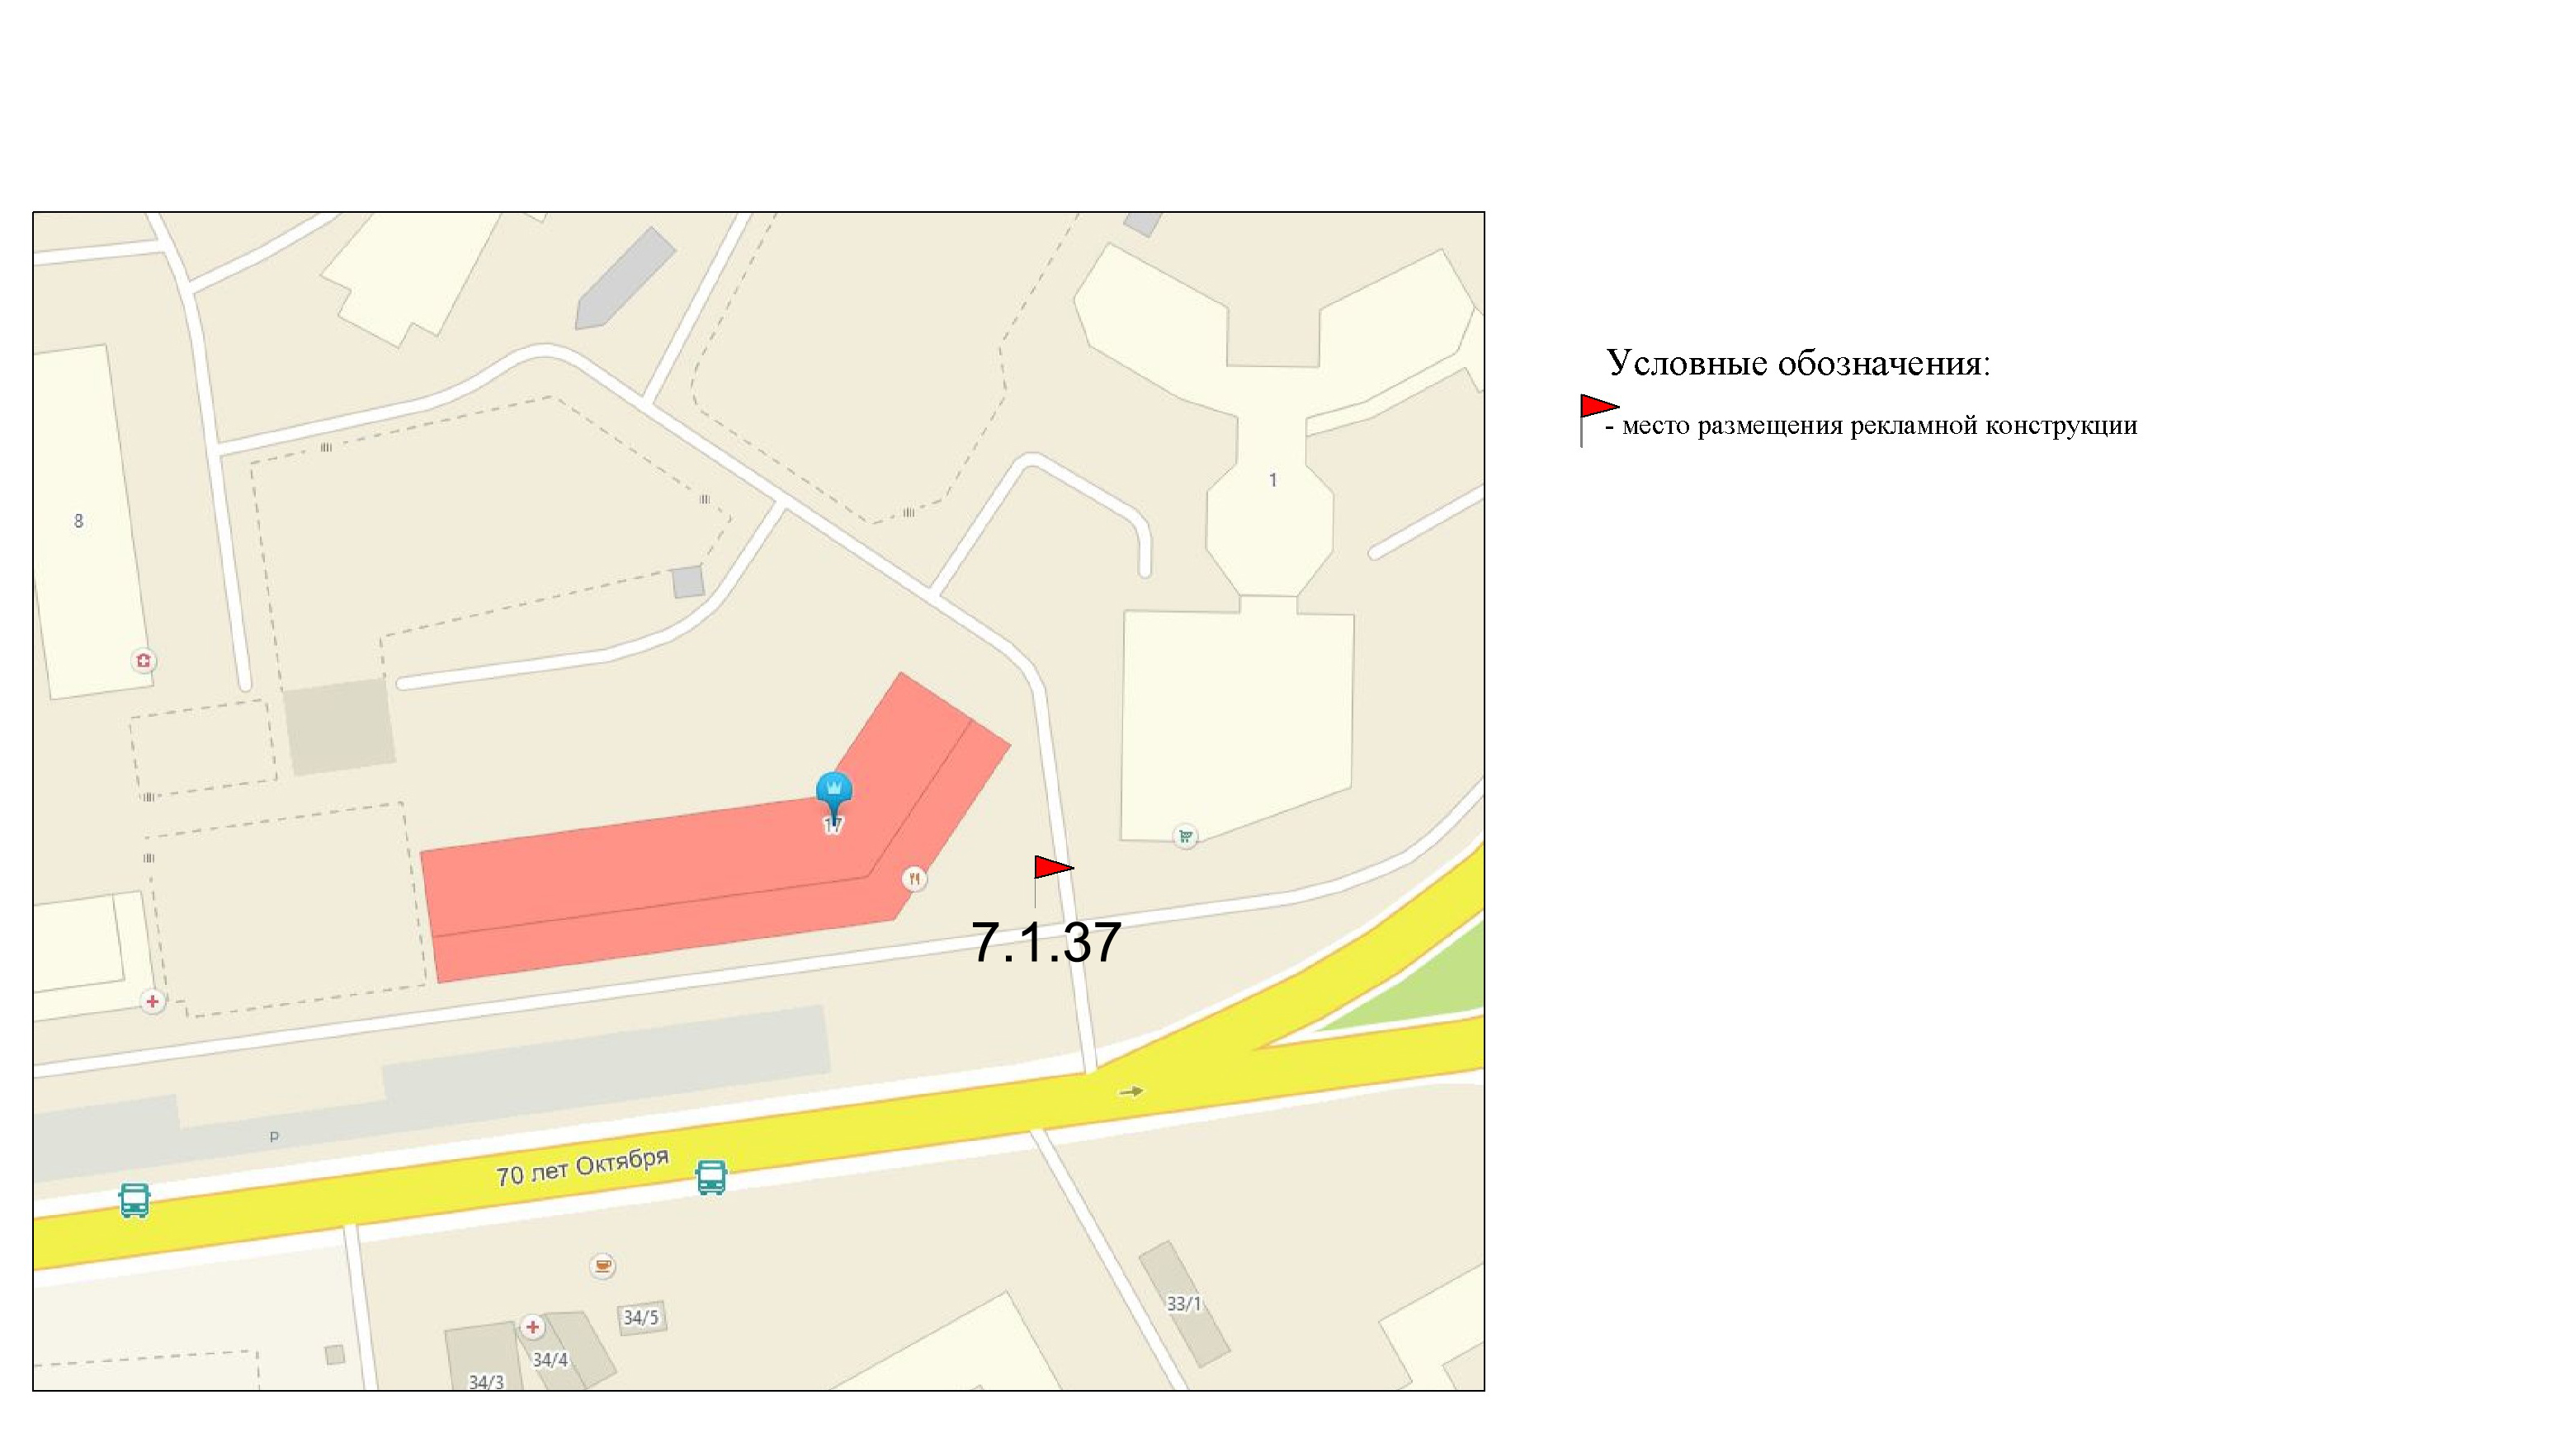 Условные обозначения:
- место размещения рекламной конструкции
1
8
17
7.1.37
P
70 лет Октября
33/1
34/5
34/4
34/3